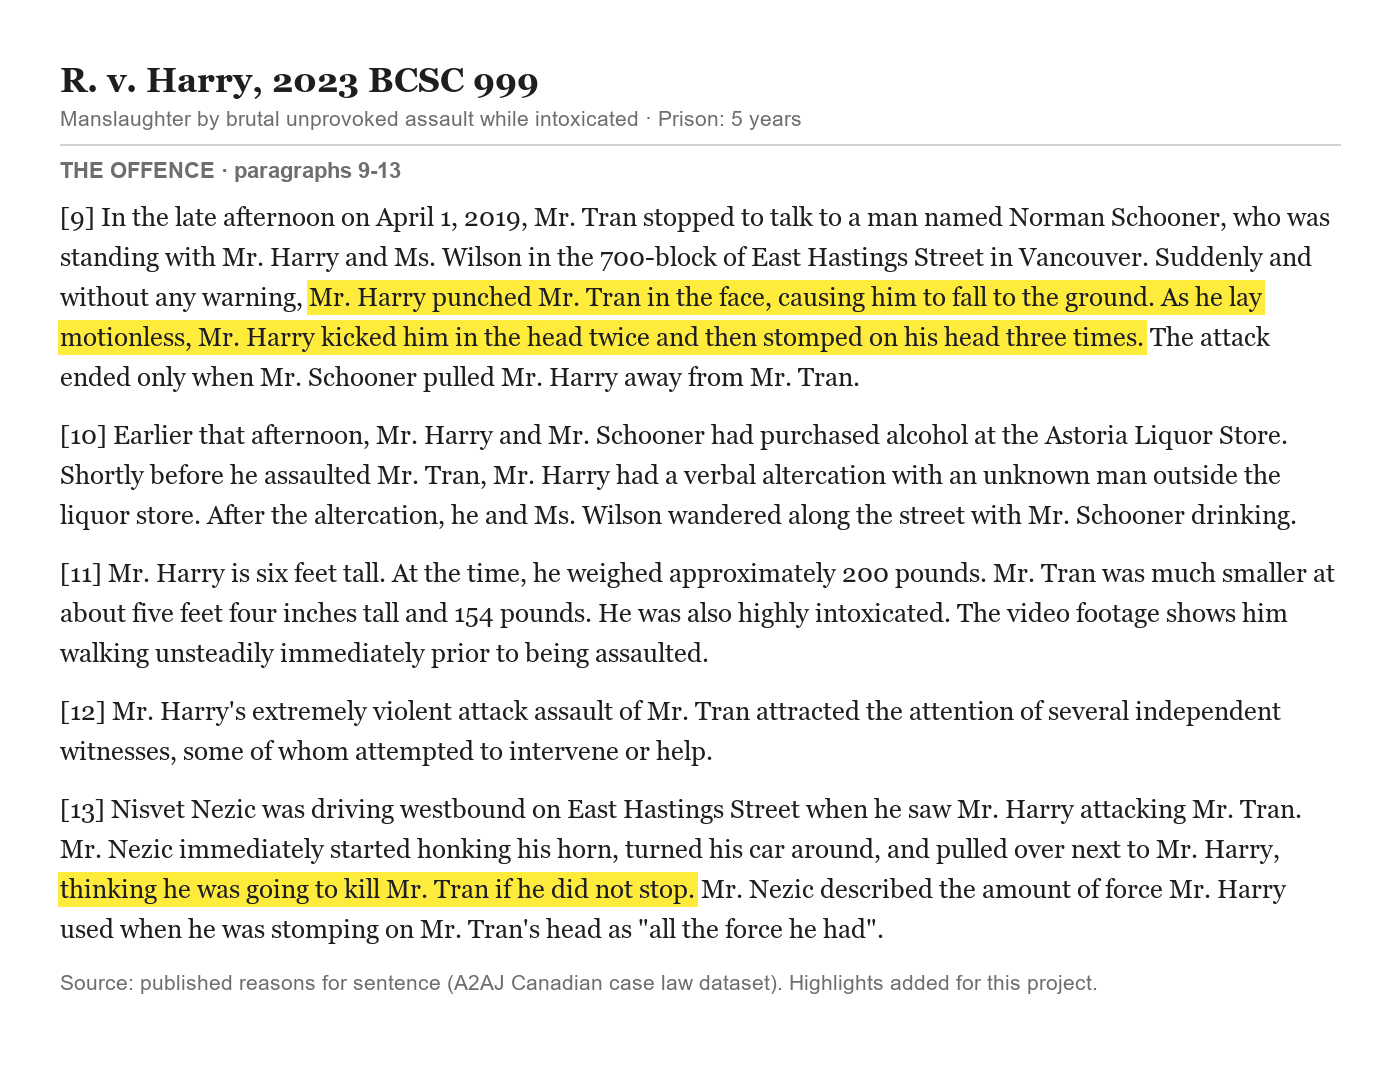 R. v. Harry, 2023 BCSC 999
Manslaughter by brutal unprovoked assault while intoxicated · Prison: 5 years
THE OFFENCE · paragraphs 9-13
[9] In the late afternoon on April 1, 2019, Mr. Tran stopped to talk to a man named Norman Schooner, who was
standing with Mr. Harry and Ms. Wilson in the 700-block of East Hastings Street in Vancouver. Suddenly and
without any warning, Mr. Harry punched Mr. Tran in the face, causing him to fall to the ground. As he lay
motionless, Mr. Harry kicked him in the head twice and then stomped on his head three times. The attack
ended only when Mr. Schooner pulled Mr. Harry away from Mr. Tran.
[10] Earlier that afternoon, Mr. Harry and Mr. Schooner had purchased alcohol at the Astoria Liquor Store.
Shortly before he assaulted Mr. Tran, Mr. Harry had a verbal altercation with an unknown man outside the
liquor store. After the altercation, he and Ms. Wilson wandered along the street with Mr. Schooner drinking.
[11] Mr. Harry is six feet tall. At the time, he weighed approximately 200 pounds. Mr. Tran was much smaller at
about five feet four inches tall and 154 pounds. He was also highly intoxicated. The video footage shows him
walking unsteadily immediately prior to being assaulted.
[12] Mr. Harry's extremely violent attack assault of Mr. Tran attracted the attention of several independent
witnesses, some of whom attempted to intervene or help.
[13] Nisvet Nezic was driving westbound on East Hastings Street when he saw Mr. Harry attacking Mr. Tran.
Mr. Nezic immediately started honking his horn, turned his car around, and pulled over next to Mr. Harry,
thinking he was going to kill Mr. Tran if he did not stop. Mr. Nezic described the amount of force Mr. Harry
used when he was stomping on Mr. Tran's head as "all the force he had".
Source: published reasons for sentence (A2AJ Canadian case law dataset). Highlights added for this project.